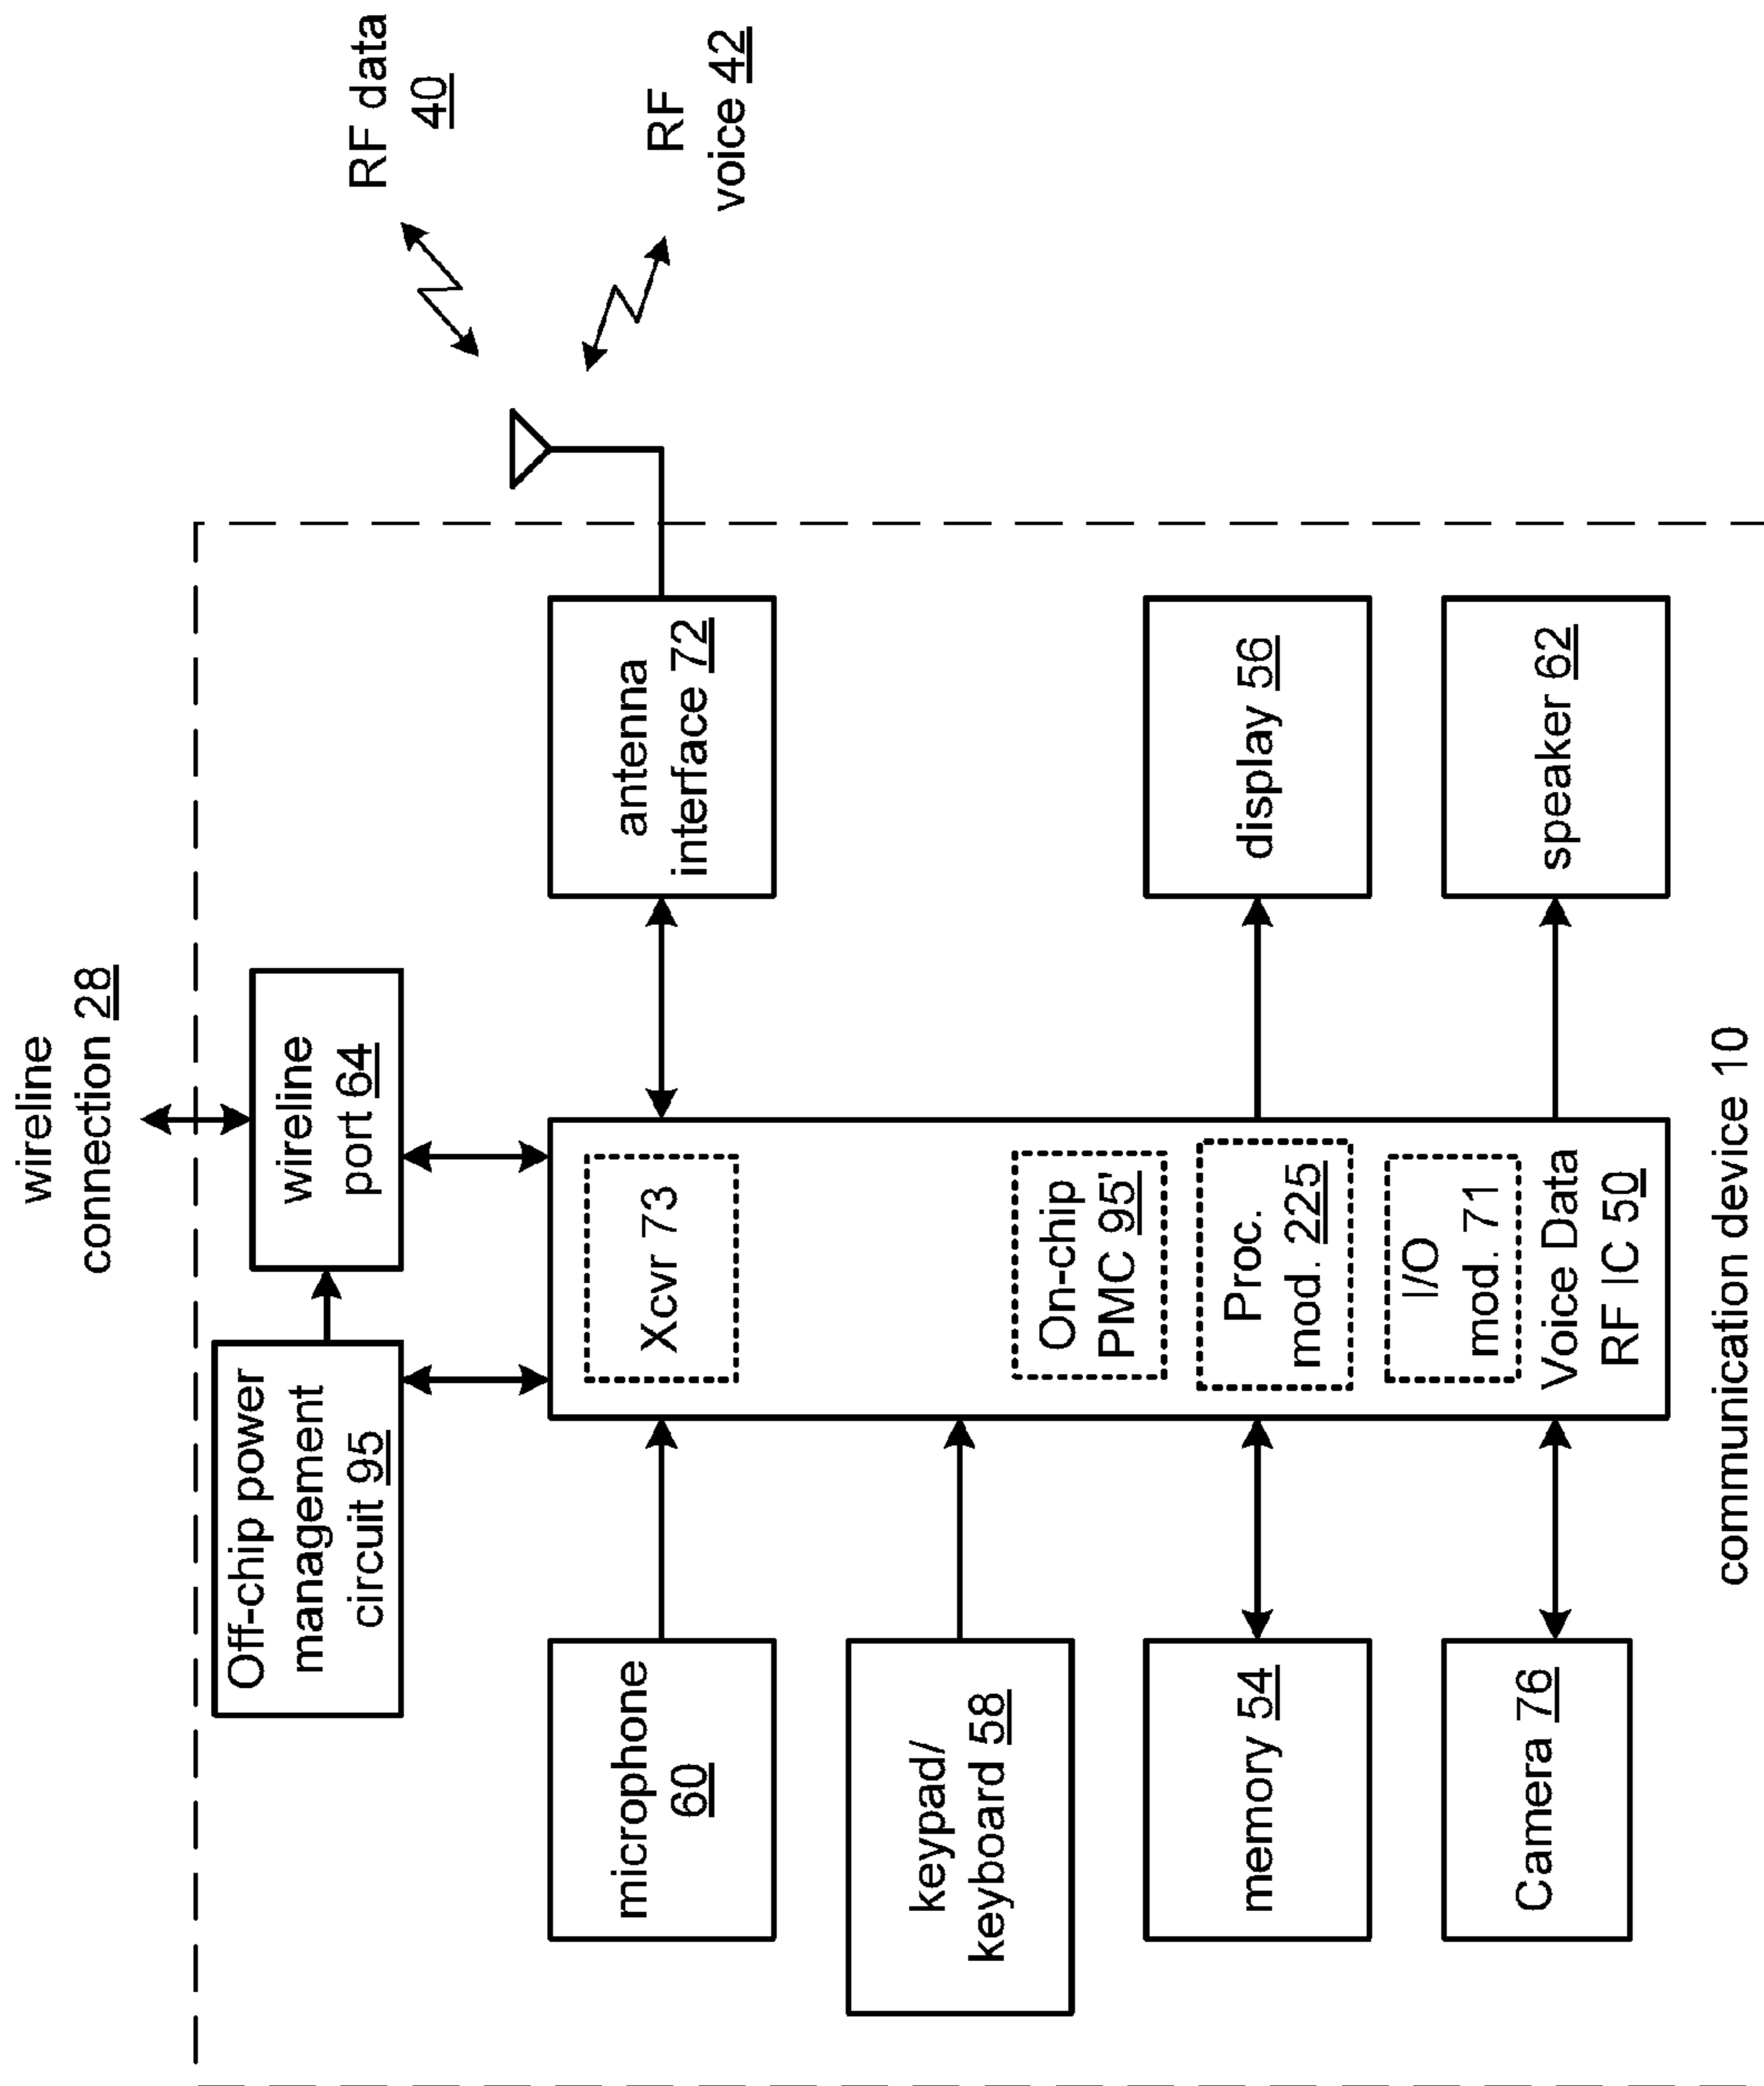 wireline
connection 28
RF data
40
RF
voice 42
Off-chip power
management
circuit 95
wireline
port 64
microphone
60
Xcvr 73
antenna
interface 72
keypad/
keyboard 58
On-chip
PMC 95'
memory 54
Proc.
mod. 225
display 56
Camera 76
I/O
mod. 71
Voice Data
RF IC 50
speaker 62
communication device 10